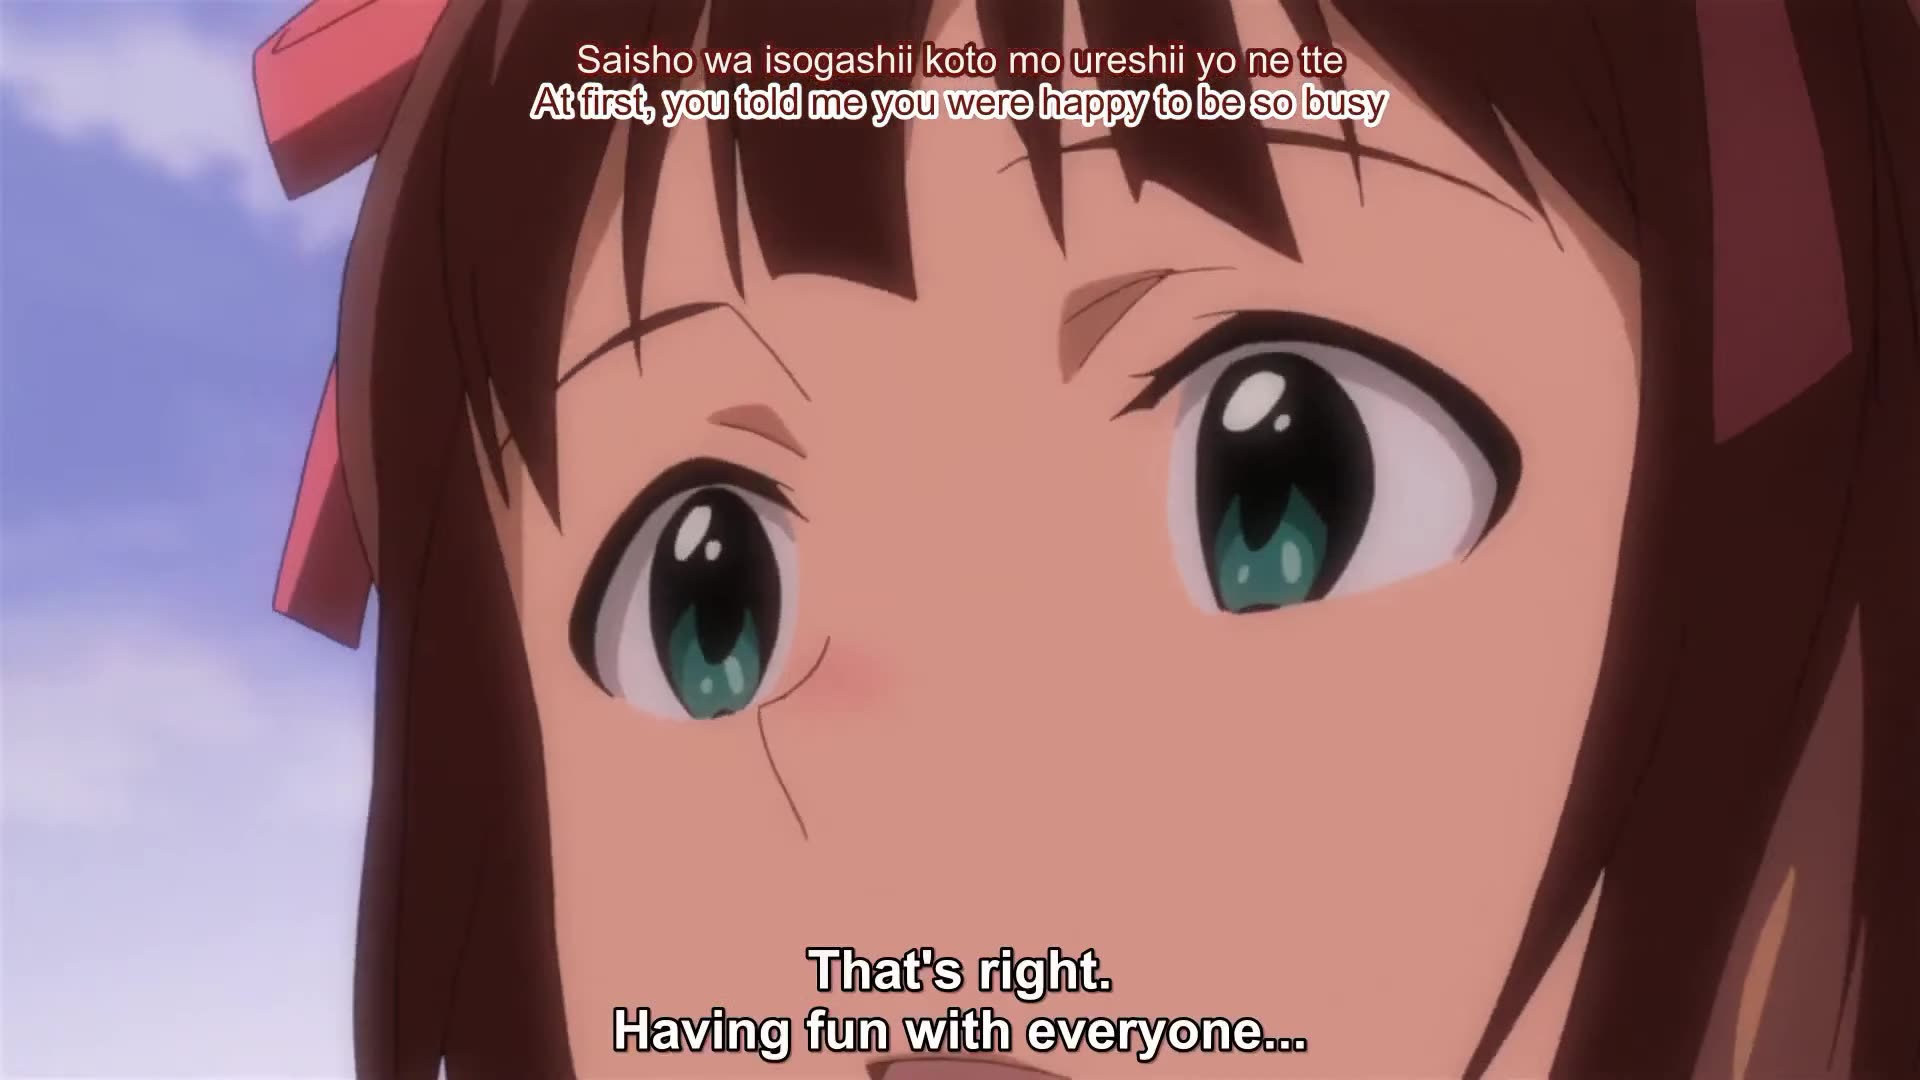 Saisho wa isogashii koto mo ureshii yo ne tte
At first, you told me you were happy to be so busy
That's right.
Having fun with everyone...